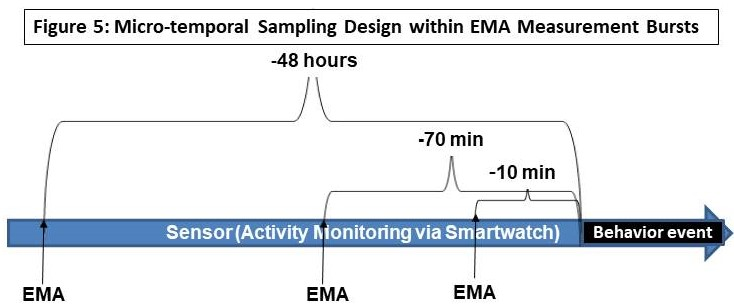 Figure 5: Micro-temporal Sampling Design within EMA Measurement Bursts
-48 hours
-70 min
-10 min
Sensor (Activity Monitoring via Smartwatch)
Behavior event
EMA
EMA
EMA